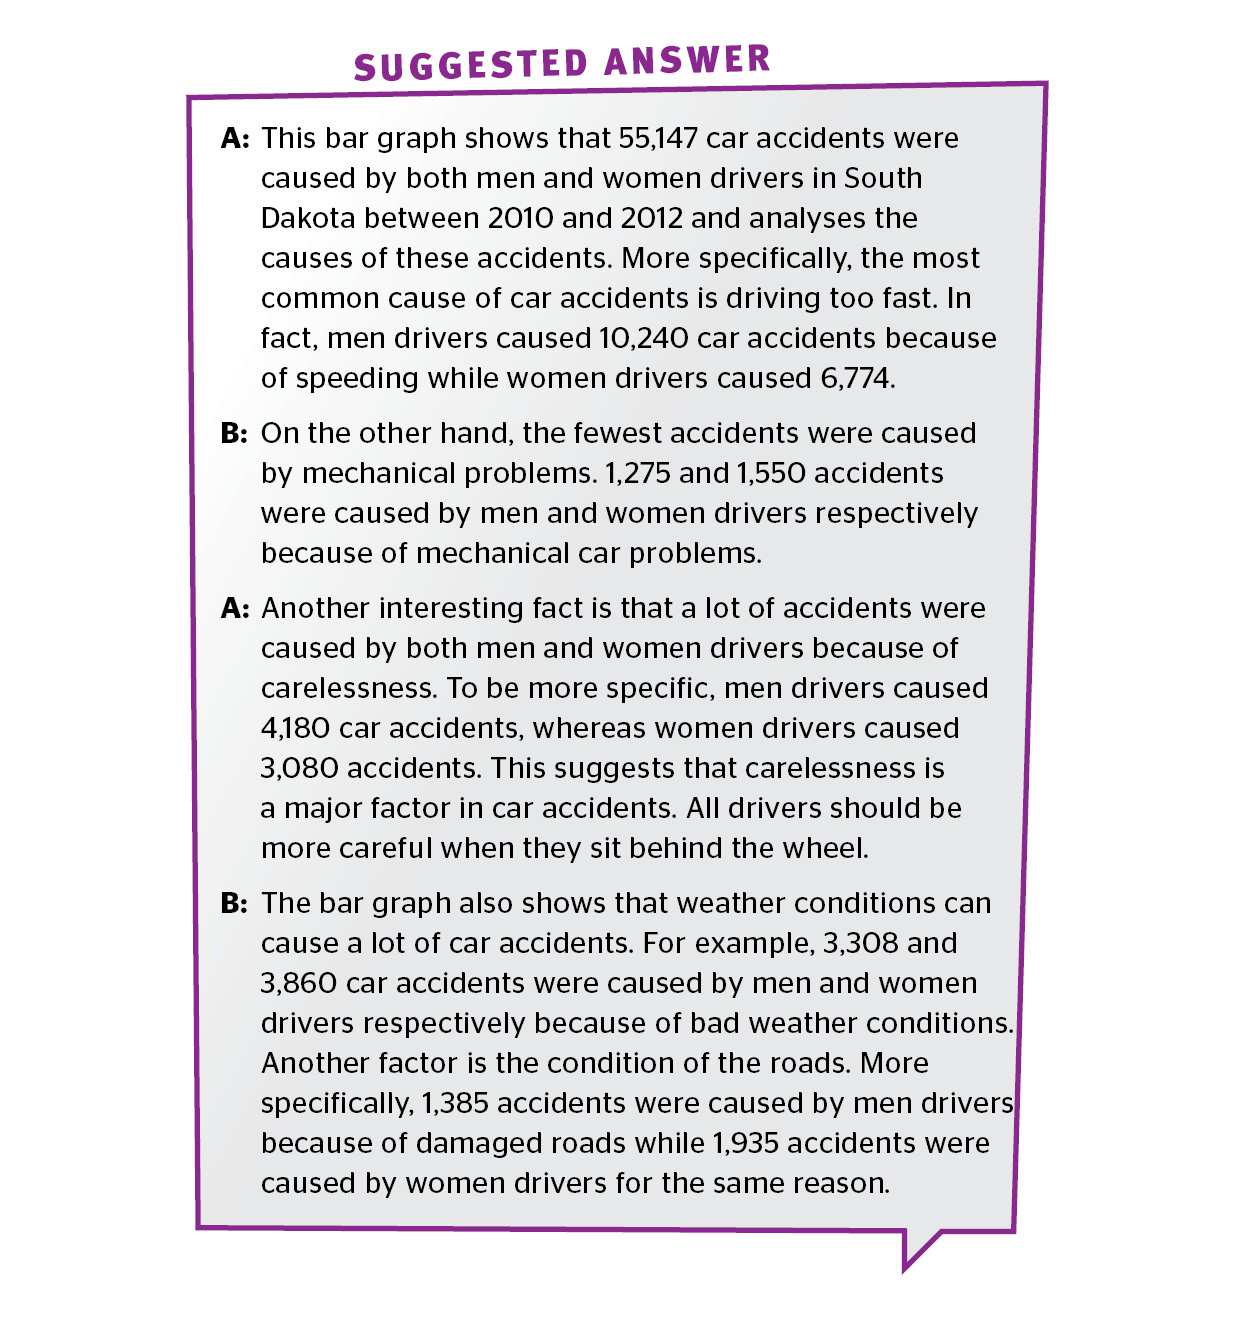 SUGGESTED ANSWER
A: This bar graph shows that 55,147 car accidents were
caused by both men and women drivers in South
Dakota between 2010 and 2012 and analyses the
causes of these accidents. More specifically, the most
common cause of car accidents is driving too fast. In
fact, men drivers caused 10,240 car accidents because
of speeding while women drivers caused 6,774.
B: On the other hand, the fewest accidents were caused
by mechanical problems. 1,275 and 1,550 accidents
were caused by men and women drivers respectively
because of mechanical car problems.
A: Another interesting fact is that a lot of accidents were
caused by both men and women drivers because of
carelessness. To be more specific, men drivers caused
4,180 car accidents, whereas women drivers caused
3,080 accidents. This suggests that carelessness is
a major factor in car accidents. All drivers should be
more careful when they sit behind the wheel.
B: The bar graph also shows that weather conditions can
cause a lot of car accidents. For example, 3,308 and
3,860 car accidents were caused by men and women
drivers respectively because of bad weather conditions.
Another factor is the condition of the roads. More
specifically, 1,385 accidents were caused by men drivers
because of damaged roads while 1,935 accidents were
caused by women drivers for the same reason.